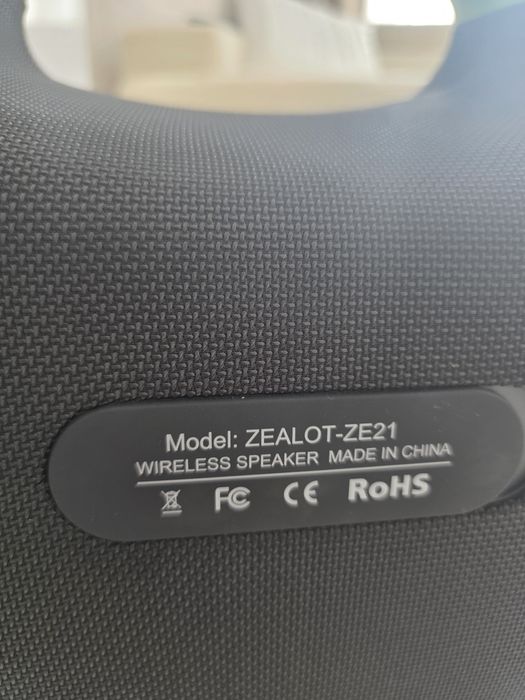 Model: ZEALOT-ZE21
WIRELESS SPEAKER MADE IN CHINA
FC CE RoHS